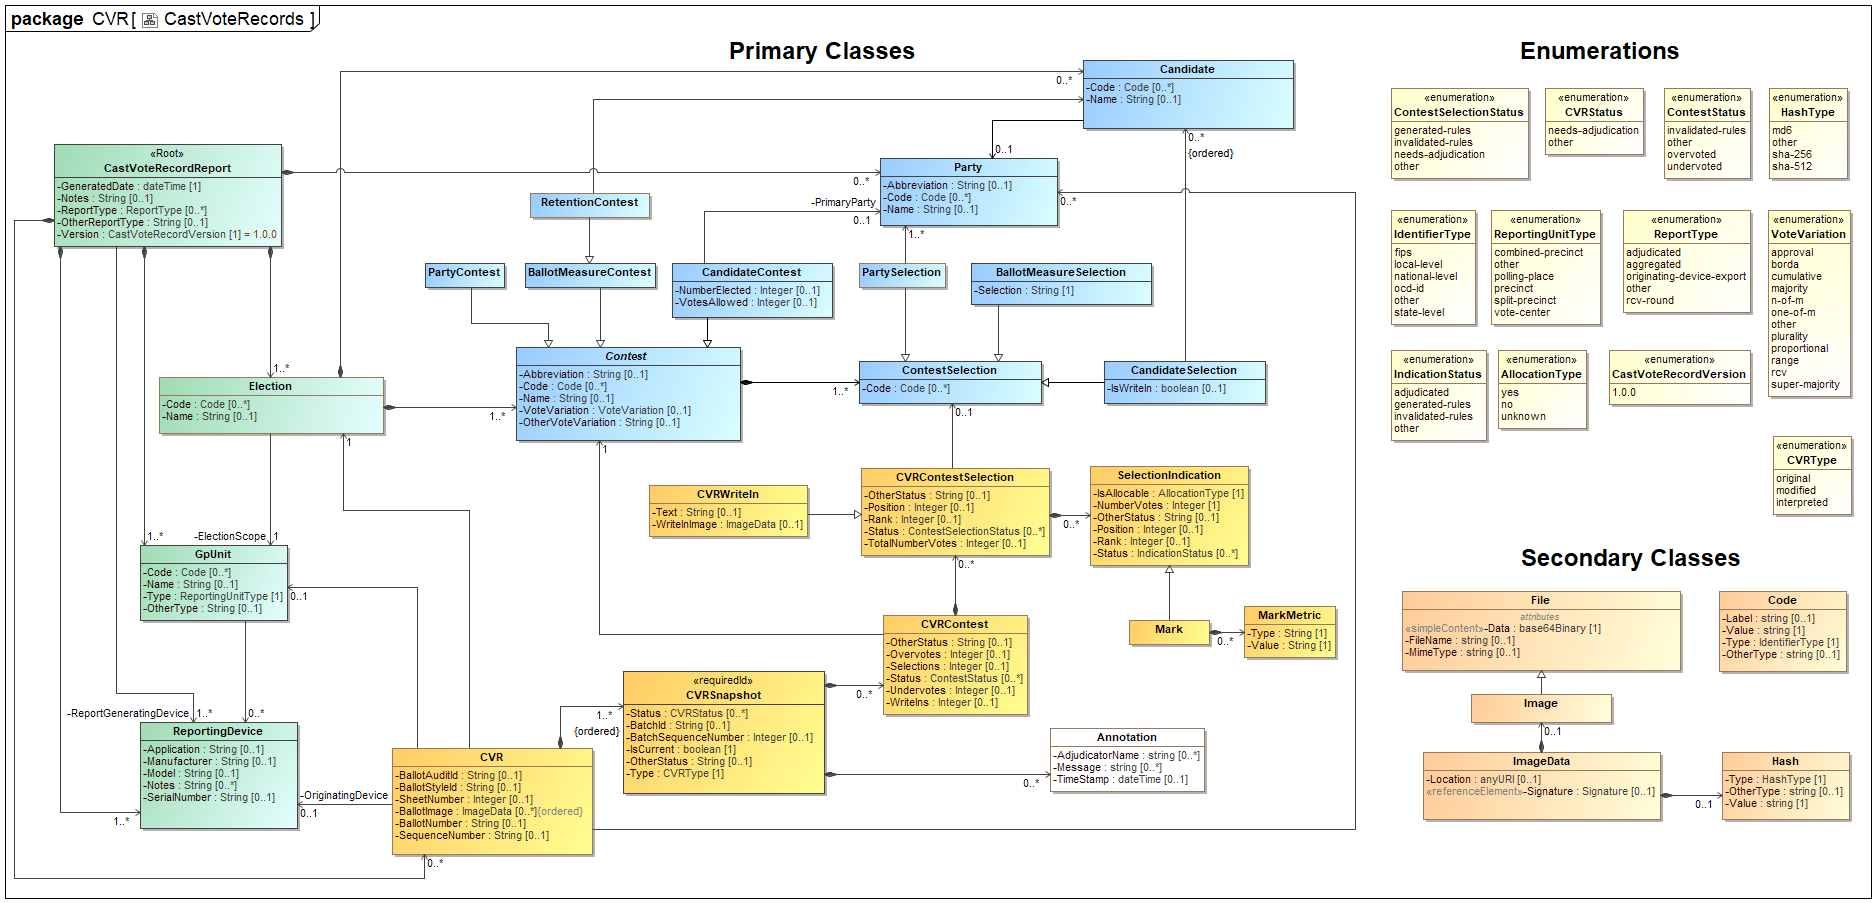 package CVR[ CastVoteRecords ]
Primary Classes
Enumerations
Secondary Classes
«Root»
CastVoteRecordReport
-GeneratedDate : dateTime [1]
-Notes : String [0..1]
-ReportType : ReportType [0..*]
-OtherReportType : String [0..1]
-Version : CastVoteRecordVersion [1] = 1.0.0
Candidate
-Code : Code [0..*]
-Name : String [0..1]
0..*
0..*
{ordered}
0..1
Party
-Abbreviation : String [0..1]
-Code : Code [0..*]
-Name : String [0..1]
0..*
0..*
-PrimaryParty
0..1
1..*
RetentionContest
PartyContest
BallotMeasureContest
CandidateContest
-NumberElected : Integer [0..1]
-VotesAllowed : Integer [0..1]
PartySelection
BallotMeasureSelection
-Selection : String [1]
Contest
-Abbreviation : String [0..1]
-Code : Code [0..*]
-Name : String [0..1]
-VoteVariation : VoteVariation [0..1]
-OtherVoteVariation : String [0..1]
1..*
1..*
1
ContestSelection
-Code : Code [0..*]
0..1
CandidateSelection
-IsWriteIn : boolean [0..1]
1..*
Election
-Code : Code [0..*]
-Name : String [0..1]
1
1..*
-ElectionScope
1
GpUnit
-Code : Code [0..*]
-Name : String [0..1]
-Type : ReportingUnitType [1]
-OtherType : String [0..1]
0..1
-ReportGeneratingDevice
1..*
0..*
ReportingDevice
-Application : String [0..1]
-Manufacturer : String [0..1]
-Model : String [0..1]
-Notes : String [0..*]
-SerialNumber : String [0..1]
1..*
-OriginatingDevice
0..1
CVR
-BallotAuditId : String [0..1]
-BallotStyleId : String [0..1]
-SheetNumber : Integer [0..1]
-BallotImage : ImageData [0..*]{ordered}
-BallotNumber : String [0..1]
-SequenceNumber : String [0..1]
0..*
1..*
{ordered}
CVRWriteIn
-Text : String [0..1]
-WriteInImage : ImageData [0..1]
CVRContestSelection
-OtherStatus : String [0..1]
-Position : Integer [0..1]
-Rank : Integer [0..1]
-Status : ContestSelectionStatus [0..*]
-TotalNumberVotes : Integer [0..1]
0..*
0..*
SelectionIndication
-IsAllocable : AllocationType [1]
-NumberVotes : Integer [1]
-OtherStatus : String [0..1]
-Position : Integer [0..1]
-Rank : Integer [0..1]
-Status : IndicationStatus [0..*]
CVRContest
-OtherStatus : String [0..1]
-Overvotes : Integer [0..1]
-Selections : Integer [0..1]
-Status : ContestStatus [0..*]
-Undervotes : Integer [0..1]
-WriteIns : Integer [0..1]
Mark
0..*
MarkMetric
-Type : String [1]
-Value : String [1]
«requiredId»
CVRSnapshot
-Status : CVRStatus [0..*]
-BatchId : String [0..1]
-BatchSequenceNumber : Integer [0..1]
-IsCurrent : boolean [1]
-OtherStatus : String [0..1]
-Type : CVRType [1]
0..*
0..*
Annotation
-AdjudicatorName : string [0..*]
-Message : string [0..*]
-TimeStamp : dateTime [0..1]
«enumeration»
ContestSelectionStatus
generated-rules
invalidated-rules
needs-adjudication
other
«enumeration»
CVRStatus
needs-adjudication
other
«enumeration»
ContestStatus
invalidated-rules
other
overvoted
undervoted
«enumeration»
HashType
md6
other
sha-256
sha-512
«enumeration»
IdentifierType
fips
local-level
national-level
ocd-id
other
state-level
«enumeration»
ReportingUnitType
combined-precinct
other
polling-place
precinct
split-precinct
vote-center
«enumeration»
ReportType
adjudicated
aggregated
originating-device-export
other
rcv-round
«enumeration»
VoteVariation
approval
borda
cumulative
majority
n-of-m
one-of-m
other
plurality
proportional
range
rcv
super-majority
«enumeration»
IndicationStatus
adjudicated
generated-rules
invalidated-rules
other
«enumeration»
AllocationType
yes
no
unknown
«enumeration»
CastVoteRecordVersion
1.0.0
«enumeration»
CVRType
original
modified
interpreted
File
attributes
«simpleContent»-Data : base64Binary [1]
-FileName : string [0..1]
-MimeType : string [0..1]
Code
-Label : string [0..1]
-Value : string [1]
-Type : IdentifierType [1]
-OtherType : string [0..1]
Image
0..1
ImageData
-Location : anyURI [0..1]
«referenceElement»-Signature : Signature [0..1]
0..1
Hash
-Type : HashType [1]
-OtherType : string [0..1]
-Value : string [1]